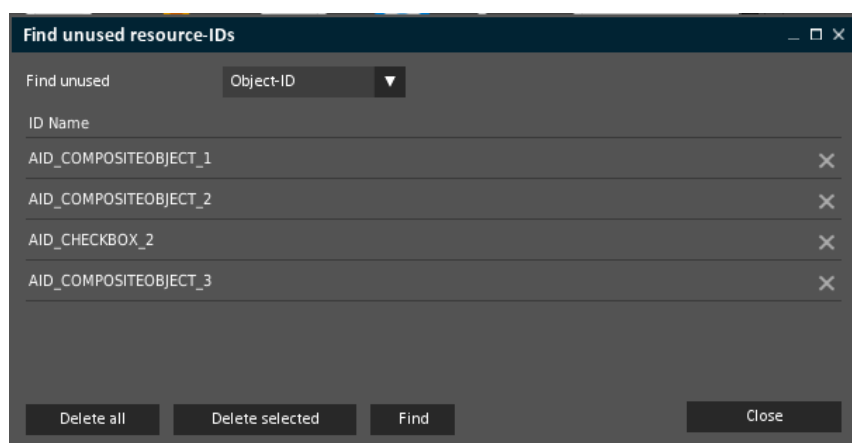 Find unused resource-IDs
Find unused Object-ID
ID Name
AID_COMPOSITEOBJECT_1
AID_COMPOSITEOBJECT_2
AID_CHECKBOX_2
AID_COMPOSITEOBJECT_3
Delete all Delete selected Find Close